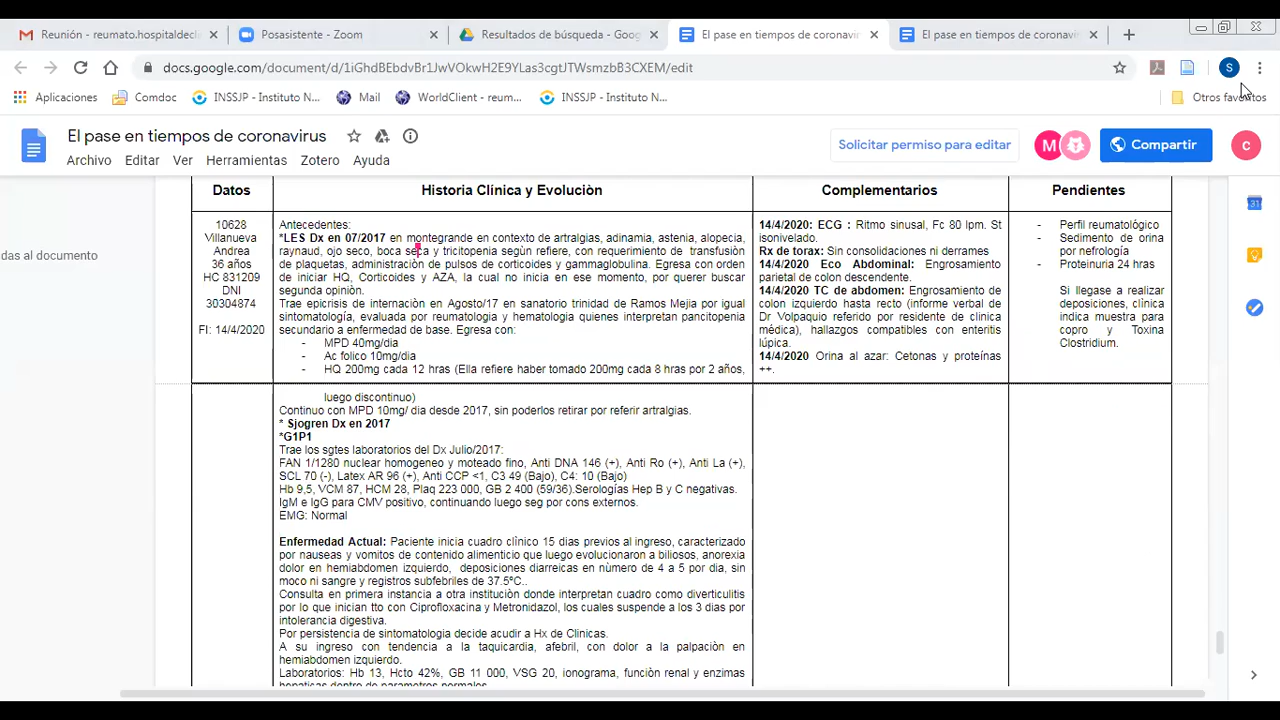 Reunión - reumato.hospitaldecl
Posasistente - Zoom
Resultados de búsqueda - Goog
El pase en tiempos de coronavir
El pase en tiempos de coronavi
docs.google.com/document/d/1iGhdBEbdvBr1JwVOkwH2E9YLas3cgtJTWsmzbB3CXEM/edit
S
Aplicaciones
Comdoc
INSSJP - Instituto N...
Mail
WorldClient - reum...
INSSJP - Instituto N...
Otros favoritos
El pase en tiempos de coronavirus
Archivo Editar Ver Herramientas Zotero Ayuda
Solicitar permiso para editar
M
Compartir
C
das al documento
31
Datos
Historia Clínica y Evoluciòn
Complementarios
Pendientes
10628
Villanueva
Andrea
36 años
HC 831209
DNI
30304874
FI: 14/4/2020
Antecedentes:
*LES Dx en 07/2017 en montegrande en contexto de artralgias, adinamia, astenia, alopecia,
raynaud, ojo seco, boca seca y tricitopenia segùn refiere, con requerimiento de transfusiòn
de plaquetas, administraciòn de pulsos de corticoides y gammaglobulina. Egresa con orden
de iniciar HQ, Corticoides y AZA, la cual no inicia en ese momento, por querer buscar
segunda opiniòn.
Trae epicrisis de internaciòn en Agosto/17 en sanatorio trinidad de Ramos Mejia por igual
sintomatología, evaluada por reumatologia y hematologia quienes interpretan pancitopenia
secundario a enfermedad de base. Egresa con:
- MPD 40mg/dia
- Ac folico 10mg/dia
- HQ 200mg cada 12 hras (Ella refiere haber tomado 200mg cada 8 hras por 2 años,
luego discontinuo)
Continuo con MPD 10mg/ dia desde 2017, sin poderlos retirar por referir artralgias.
* Sjogren Dx en 2017
*G1P1
Trae los sgtes laboratorios del Dx Julio/2017:
FAN 1/1280 nuclear homogeneo y moteado fino, Anti DNA 146 (+), Anti Ro (+), Anti La (+),
SCL 70 (-), Latex AR 96 (+), Anti CCP <1, C3 49 (Bajo), C4: 10 (Bajo)
Hb 9,5, VCM 87, HCM 28, Plaq 223 000, GB 2 400 (59/36).Serologías Hep B y C negativas.
IgM e IgG para CMV positivo, continuando luego seg por cons externos.
EMG: Normal
Enfermedad Actual: Paciente inicia cuadro clìnico 15 dias previos al ingreso, caracterizado
por nauseas y vomitos de contenido alimenticio que luego evolucionaron a biliosos, anorexia
dolor en hemiabdomen izquierdo, deposiciones diarreicas en nùmero de 4 a 5 por dia, sin
moco ni sangre y registros subfebriles de 37.5ºC..
Consulta en primera instancia a otra instituciòn donde interpretan cuadro como diverticulitis
por lo que inician tto con Ciprofloxacina y Metronidazol, los cuales suspende a los 3 dias por
intolerancia digestiva.
Por persistencia de sintomatologia decide acudir a Hx de Clinicas.
A su ingreso con tendencia a la taquicardia, afebril, con dolor a la palpaciòn en
hemiabdomen izquierdo.
Laboratorios: Hb 13, Hcto 42%, GB 11 000, VSG 20, ionograma, funciòn renal y enzimas
hepaticas dentro de parametros normales
14/4/2020: ECG : Ritmo sinusal, Fc 80 lpm. St
isonivelado.
Rx de torax: Sin consolidaciones ni derrames
14/4/2020 Eco Abdominal: Engrosamiento
parietal de colon descendente.
14/4/2020 TC de abdomen: Engrosamiento de
colon izquierdo hasta recto (informe verbal de
Dr Volpaquio referido por residente de clinica
médica), hallazgos compatibles con enteritis
lúpica.
14/4/2020 Orina al azar: Cetonas y proteínas
++.
- Perfil reumatológico
- Sedimento de orina
por nefrología
- Proteinuria 24 hras
Si llegase a realizar
deposiciones, clínica
indica muestra para
copro y Toxina
Clostridium.